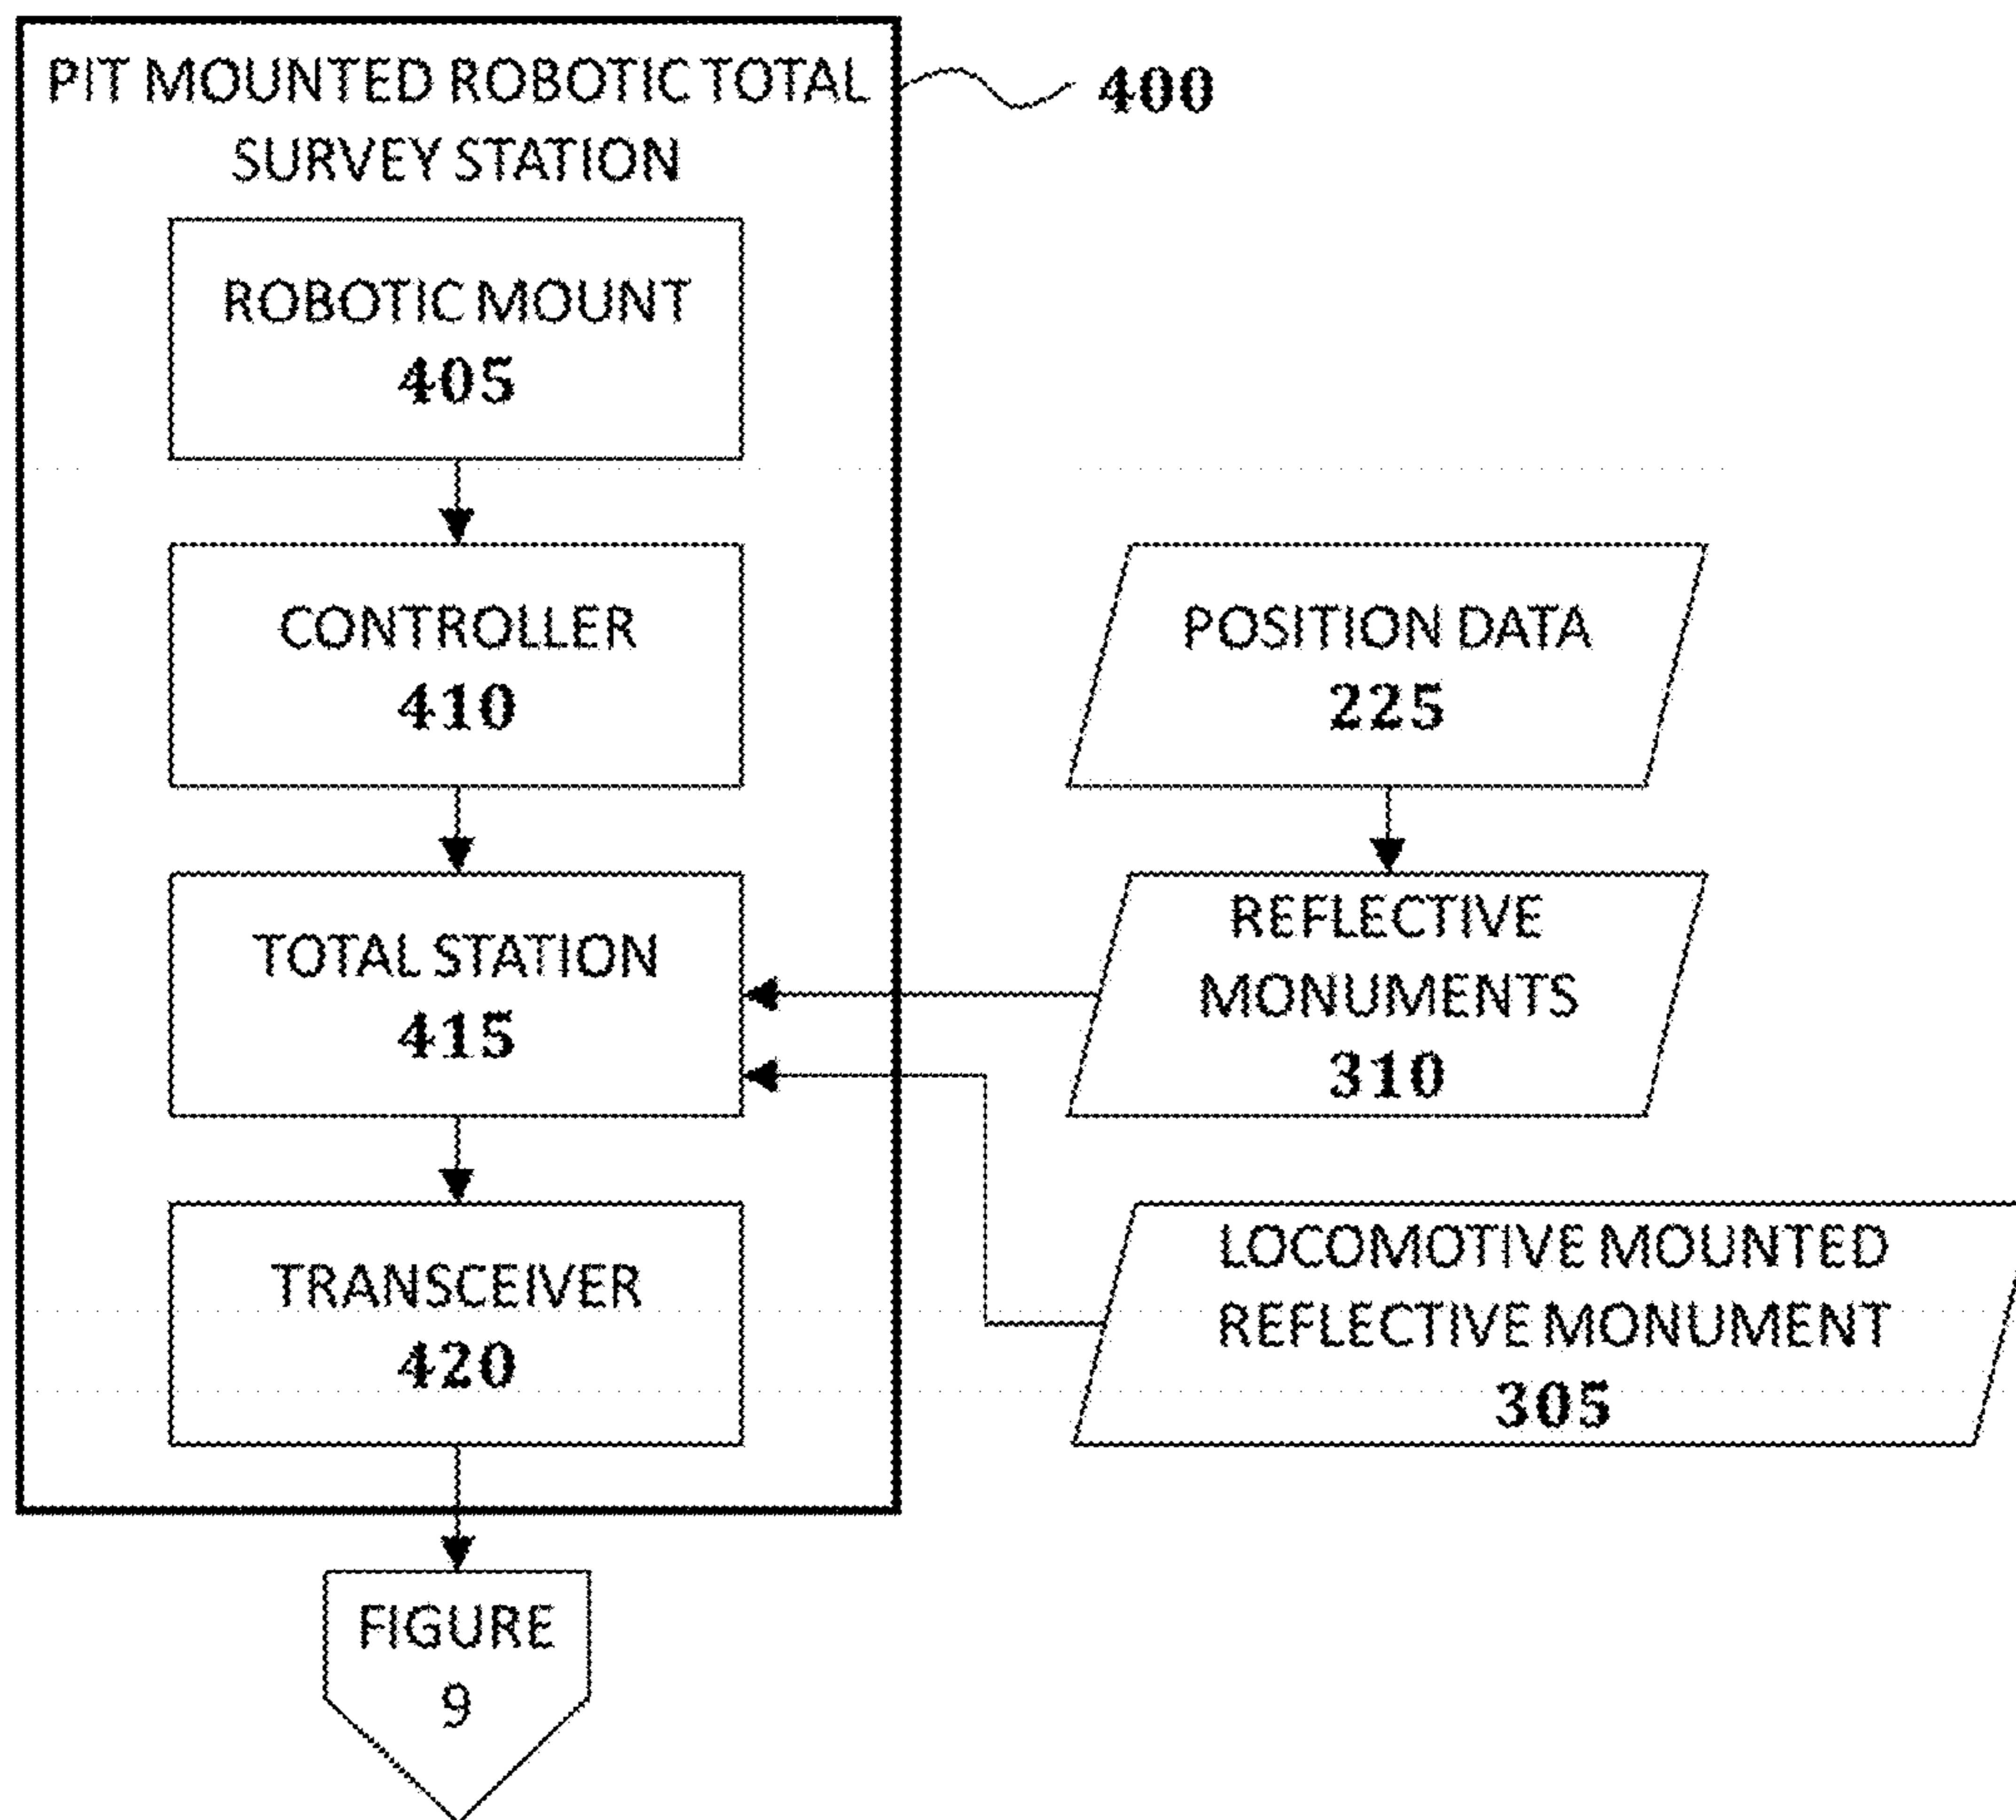 PIT MOUNTED ROBOTIC TOTAL
SURVEY STATION
400
ROBOTIC MOUNT
405
CONTROLLER
410
POSITION DATA
225
TOTAL STATION
415
REFLECTIVE
MONUMENTS
310
TRANSCEIVER
420
LOCOMOTIVE MOUNTED
REFLECTIVE MONUMENT
305
FIGURE
9